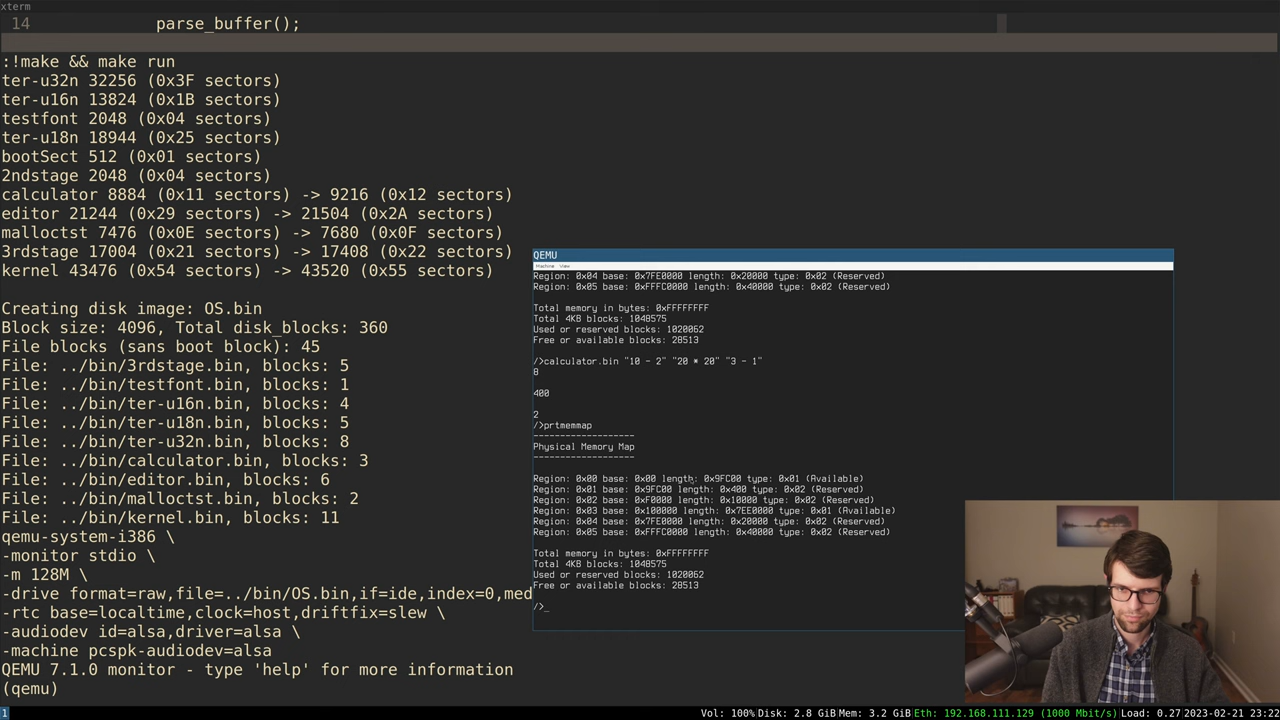 xterm
14 parse_buffer();
:!make && make run
ter-u32n 32256 (0x3F sectors)
ter-u16n 13824 (0x1B sectors)
testfont 2048 (0x04 sectors)
ter-u18n 18944 (0x25 sectors)
bootSect 512 (0x01 sectors)
2ndstage 2048 (0x04 sectors)
calculator 8884 (0x11 sectors) -> 9216 (0x12 sectors)
editor 21244 (0x29 sectors) -> 21504 (0x2A sectors)
malloctst 7476 (0x0E sectors) -> 7680 (0x0F sectors)
3rdstage 17004 (0x21 sectors) -> 17408 (0x22 sectors)
kernel 43476 (0x54 sectors) -> 43520 (0x55 sectors)
Creating disk image: OS.bin
Block size: 4096, Total disk_blocks: 360
File blocks (sans boot block): 45
File: ../bin/3rdstage.bin, blocks: 5
File: ../bin/testfont.bin, blocks: 1
File: ../bin/ter-u16n.bin, blocks: 4
File: ../bin/ter-u18n.bin, blocks: 5
File: ../bin/ter-u32n.bin, blocks: 8
File: ../bin/calculator.bin, blocks: 3
File: ../bin/editor.bin, blocks: 6
File: ../bin/malloctst.bin, blocks: 2
File: ../bin/kernel.bin, blocks: 11
qemu-system-i386 \
-monitor stdio \
-m 128M \
-drive format=raw,file=../bin/OS.bin,if=ide,index=0,med
-rtc base=localtime,clock=host,driftfix=slew \
-audiodev id=alsa,driver=alsa \
-machine pcspk-audiodev=alsa
QEMU 7.1.0 monitor - type 'help' for more information
(qemu)
QEMU
Machine View
Region: 0x04 base: 0x7FE0000 length: 0x20000 type: 0x02 (Reserved)
Region: 0x05 base: 0xFFFC0000 length: 0x40000 type: 0x02 (Reserved)
Total memory in bytes: 0xFFFFFFFF
Total 4KB blocks: 1048575
Used or reserved blocks: 1020062
Free or available blocks: 28513
/>calculator.bin "10 - 2" "20 * 20" "3 - 1"
8
400
2
/>prtmemmap
-------------------
Physical Memory Map
-------------------
Region: 0x00 base: 0x00 length: 0x9FC00 type: 0x01 (Available)
Region: 0x01 base: 0x9FC00 length: 0x400 type: 0x02 (Reserved)
Region: 0x02 base: 0xF0000 length: 0x10000 type: 0x02 (Reserved)
Region: 0x03 base: 0x100000 length: 0x7EE0000 type: 0x01 (Available)
Region: 0x04 base: 0x7FE0000 length: 0x20000 type: 0x02 (Reserved)
Region: 0x05 base: 0xFFFC0000 length: 0x40000 type: 0x02 (Reserved)
Total memory in bytes: 0xFFFFFFFF
Total 4KB blocks: 1048575
Used or reserved blocks: 1020062
Free or available blocks: 28513
/>_
1 Vol: 100% Disk: 2.8 GiB Mem: 3.2 GiB Eth: 192.168.111.129 (1000 Mbit/s) Load: 0.27 2023-02-21 23:22